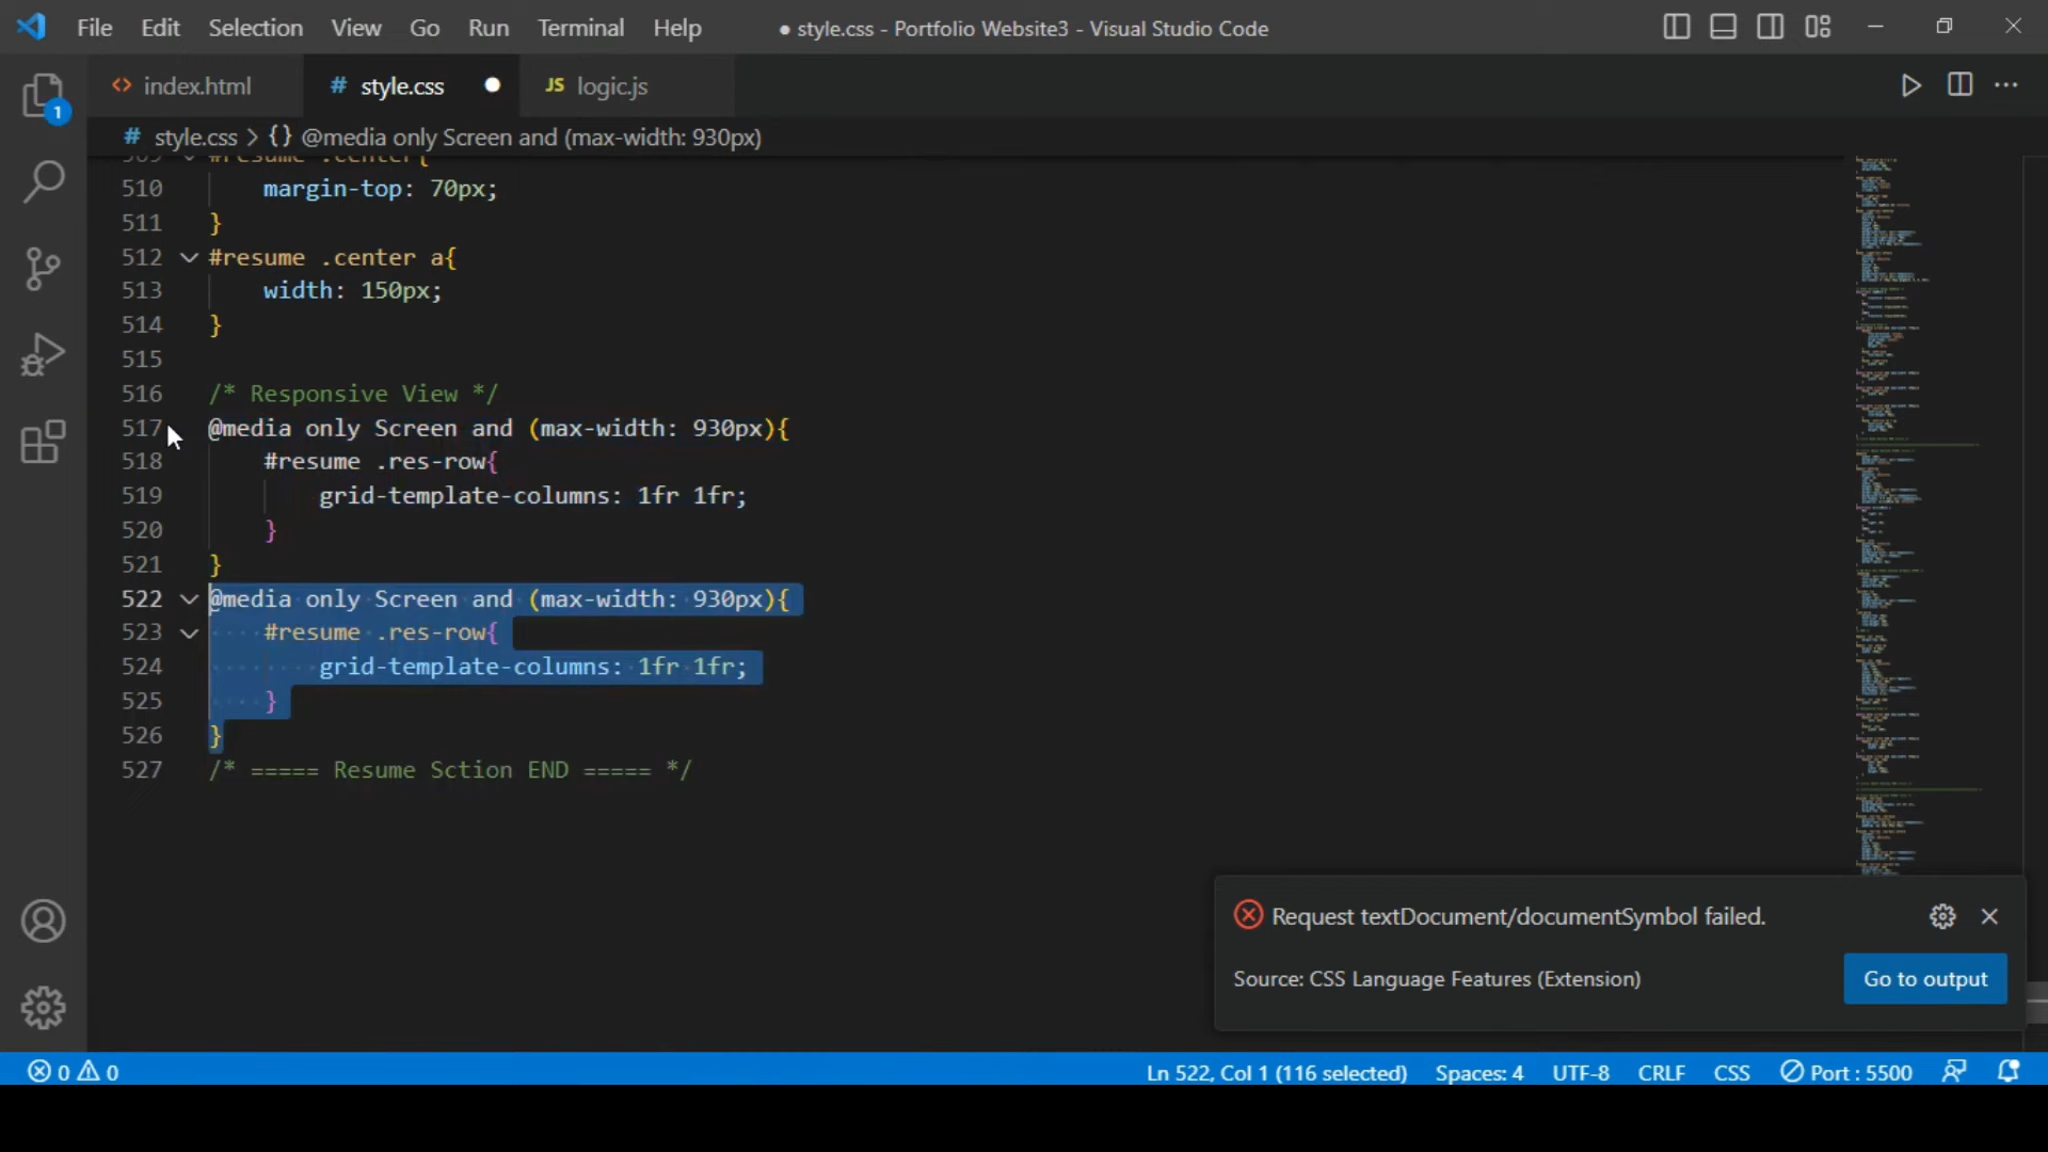 File Edit Selection View Go Run Terminal Help ● style.css - Portfolio Website3 - Visual Studio Code
1
<> index.html # style.css ● JS logic.js
# style.css > {} @media only Screen and (max-width: 930px)
509 #resume .center{
510 margin-top: 70px;
511 }
512 #resume .center a{
513 width: 150px;
514 }
515
516 /* Responsive View */
517 @media only Screen and (max-width: 930px){
518 #resume .res-row{
519 grid-template-columns: 1fr 1fr;
520 }
521 }
522 @media only Screen and (max-width: 930px){
523 #resume .res-row{
524 grid-template-columns: 1fr 1fr;
525 }
526 }
527 /* ===== Resume Sction END ===== */
Request textDocument/documentSymbol failed.
Source: CSS Language Features (Extension) Go to output
0 0 Ln 522, Col 1 (116 selected) Spaces: 4 UTF-8 CRLF CSS Port : 5500